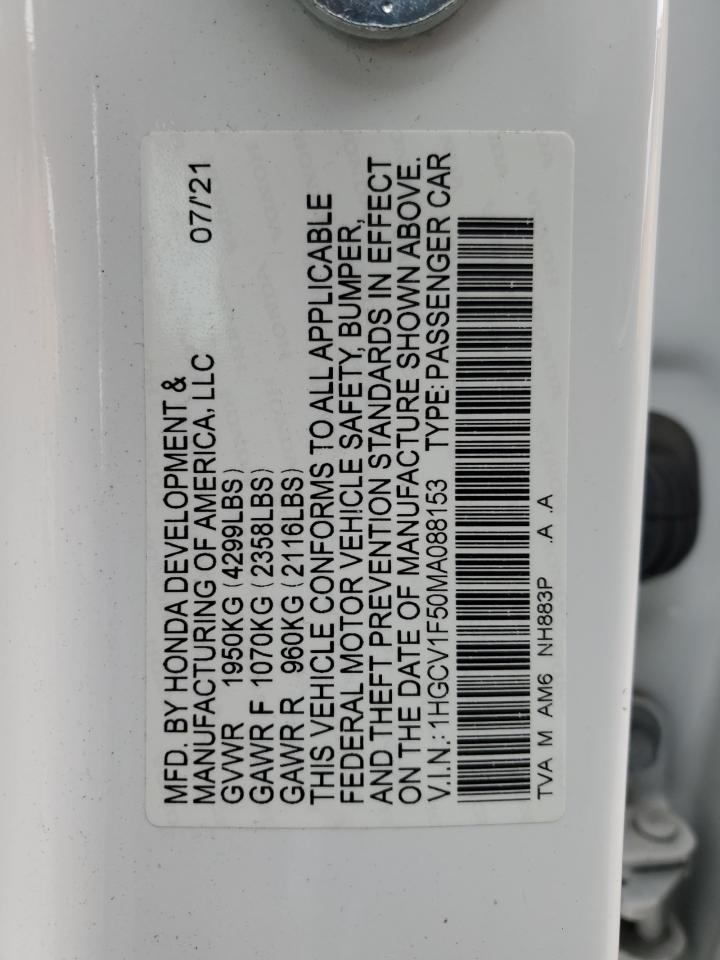 MFD. BY HONDA DEVELOPMENT &
MANUFACTURING OF AMERICA, LLC 07/'21
GVWR 1950KG (4299LBS)
GAWR F 1070KG (2358LBS)
GAWR R 960KG (2116LBS)
THIS VEHICLE CONFORMS TO ALL APPLICABLE
FEDERAL MOTOR VEHICLE SAFETY, BUMPER,
AND THEFT PREVENTION STANDARDS IN EFFECT
ON THE DATE OF MANUFACTURE SHOWN ABOVE.
V.I.N.: 1HGCV1F50MA088153 TYPE: PASSENGER CAR
TVA M AM6 NH883P .A .A